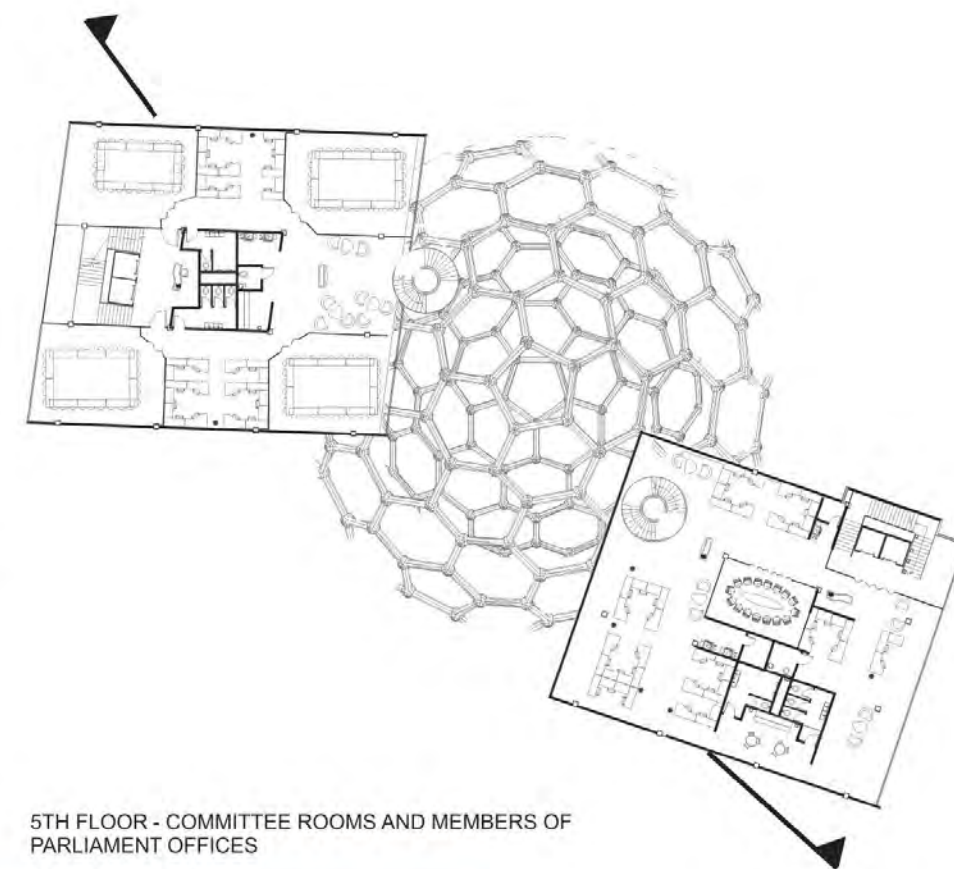 5TH FLOOR - COMMITTEE ROOMS AND MEMBERS OF
PARLIAMENT OFFICES